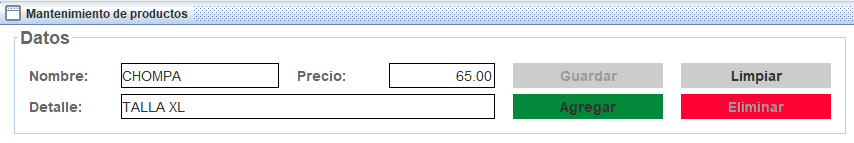 Mantenimiento de productos
Datos
Nombre: CHOMPA Precio: 65.00 Guardar Limpiar
Detalle: TALLA XL Agregar Eliminar